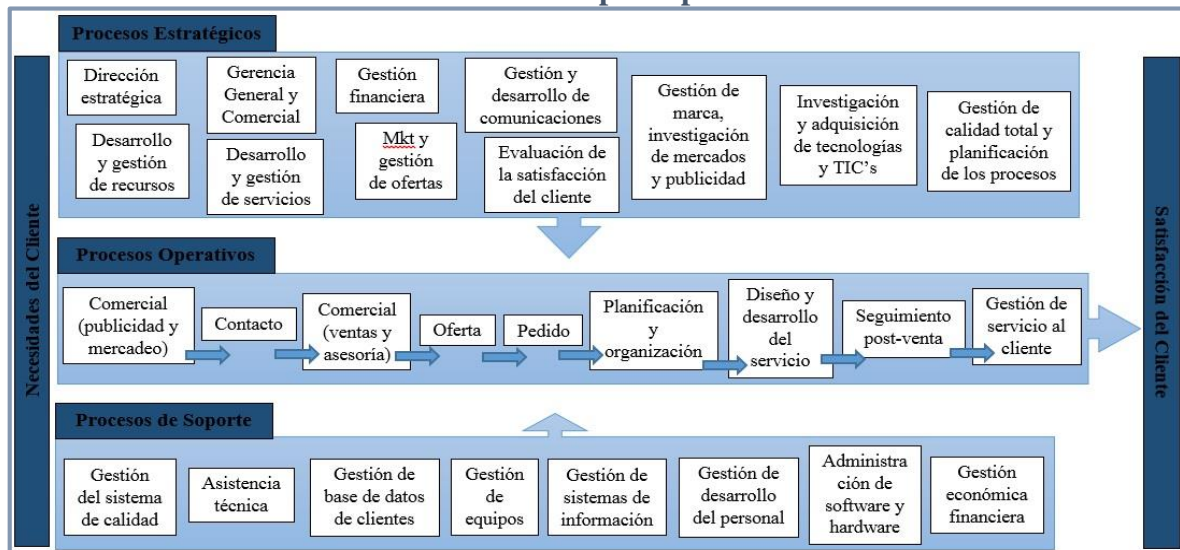 Procesos Estratégicos
Dirección
estratégica
Gerencia
General y
Comercial
Gestión
financiera
Gestión y
desarrollo de
comunicaciones
Gestión de
marca,
investigación
de mercados
y publicidad
Investigación
y adquisición
de tecnologías
y TIC's
Gestión de
calidad total y
planificación
de los procesos
Desarrollo
y gestión
de recursos
Desarrollo
y gestión
de servicios
Mkt y
gestión
de ofertas
Evaluación de
la satisfacción
del cliente
Necesidades del Cliente
Procesos Operativos
Comercial
(publicidad y
mercadeo)
Contacto
Comercial
(ventas y
asesoría)
Oferta
Pedido
Planificación
y
organización
Diseño y
desarrollo
del
servicio
Seguimiento
post-venta
Gestión de
servicio al
cliente
Satisfacción del Cliente
Procesos de Soporte
Gestión
del sistema
de calidad
Asistencia
técnica
Gestión de
base de datos
de clientes
Gestión
de
equipos
Gestión de
sistemas de
información
Gestión de
desarrollo
del personal
Administra
ción de
software y
hardware
Gestión
económica
financiera